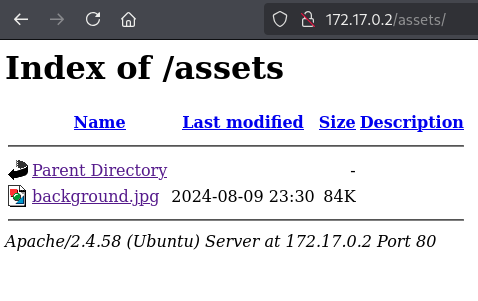 172.17.0.2/assets/
Index of /assets
Name Last modified Size Description
Parent Directory -
background.jpg 2024-08-09 23:30 84K
Apache/2.4.58 (Ubuntu) Server at 172.17.0.2 Port 80